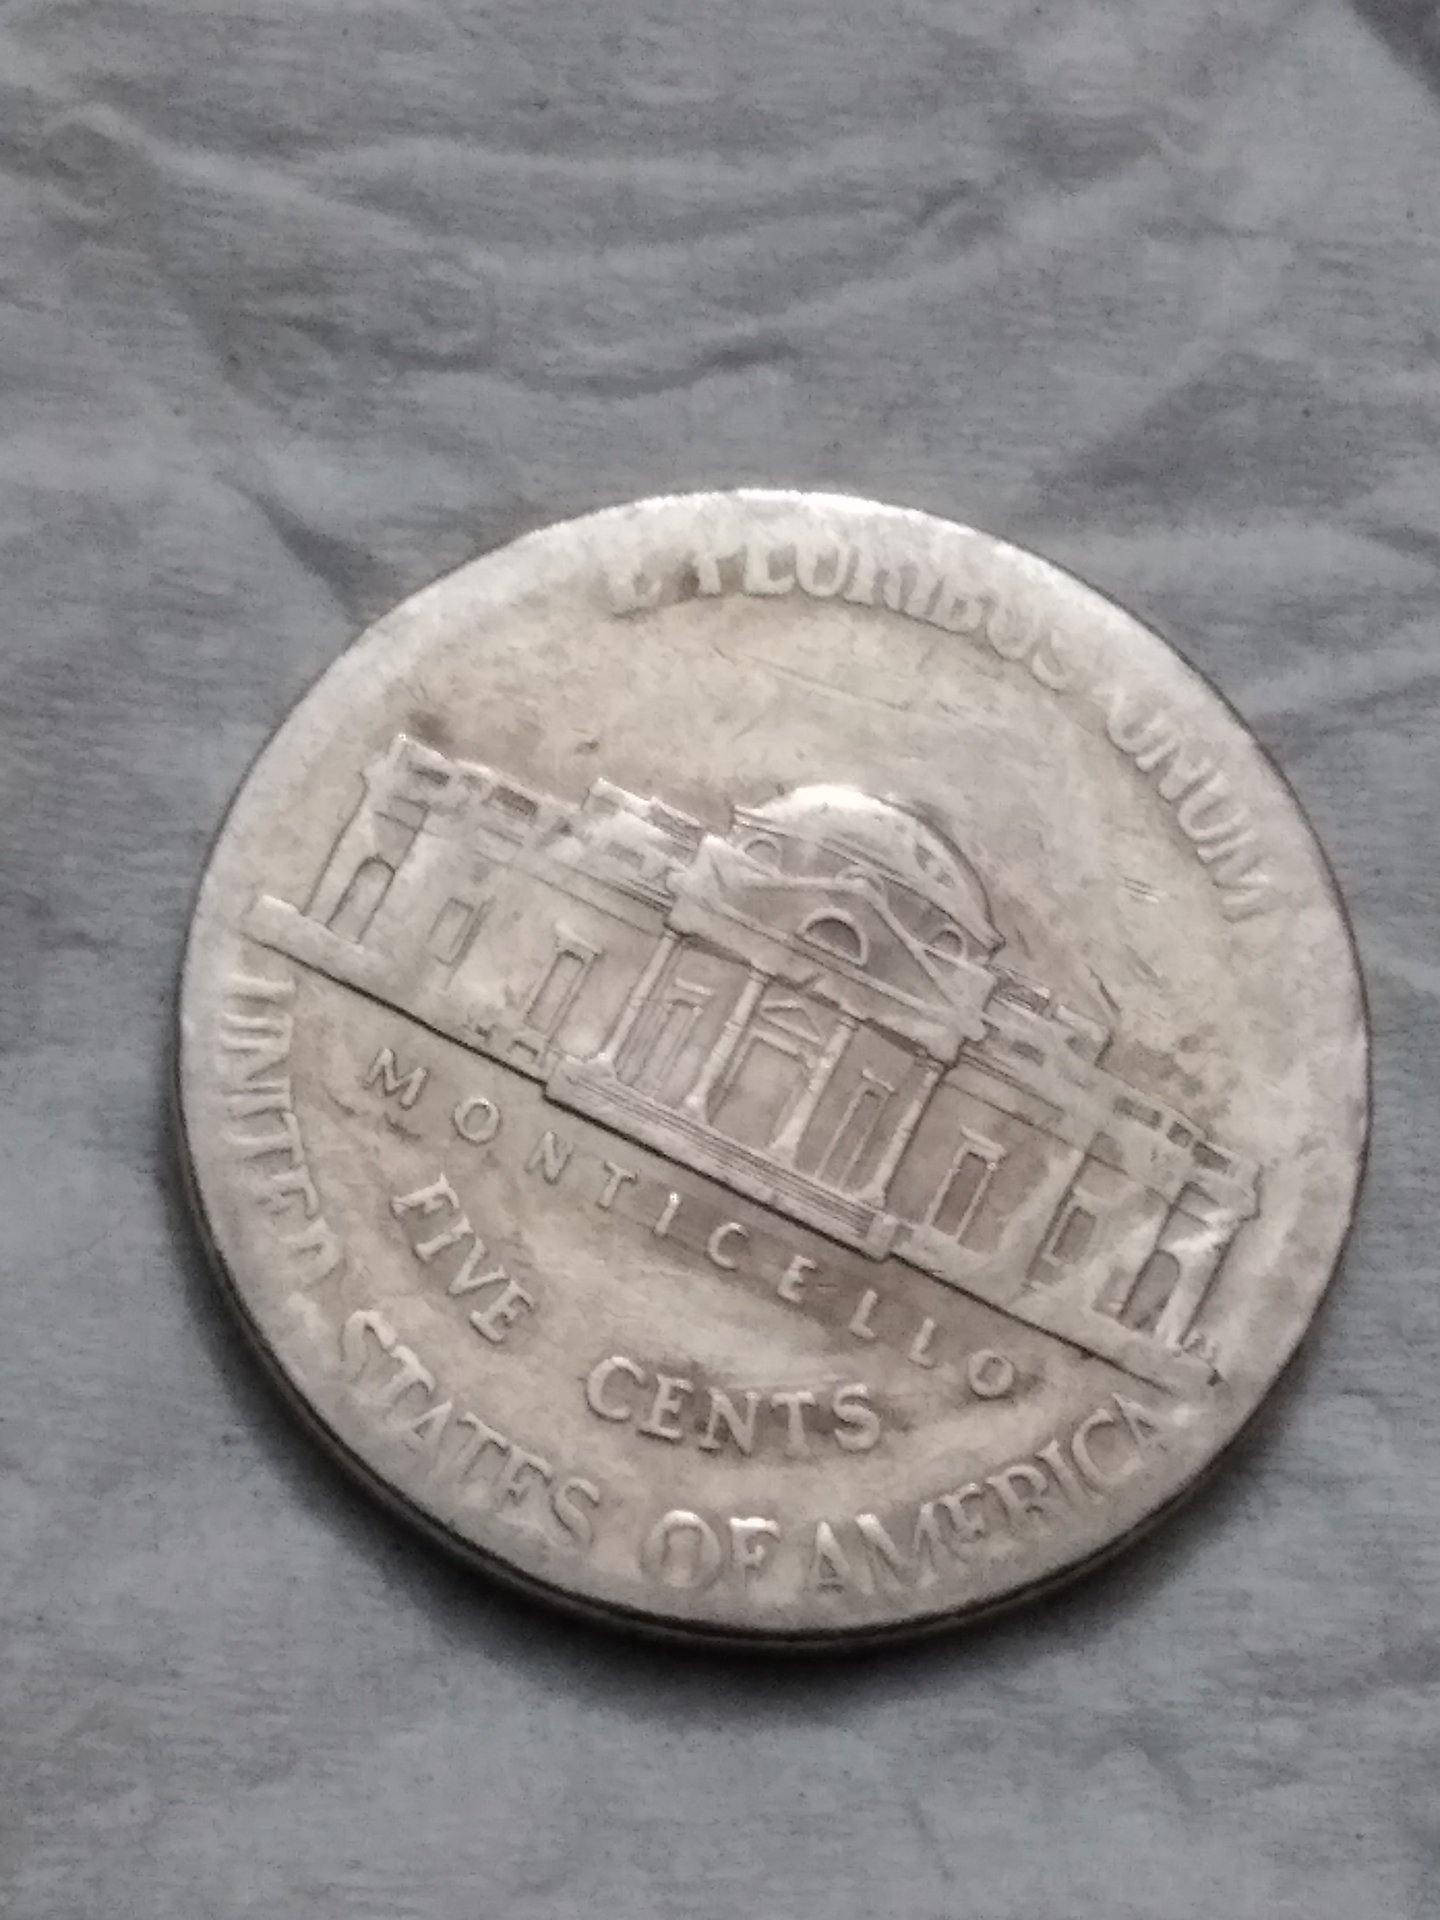 E PLURIBUS UNUM
MONTICELLO
FIVE CENTS
UNITED STATES OF AMERICA